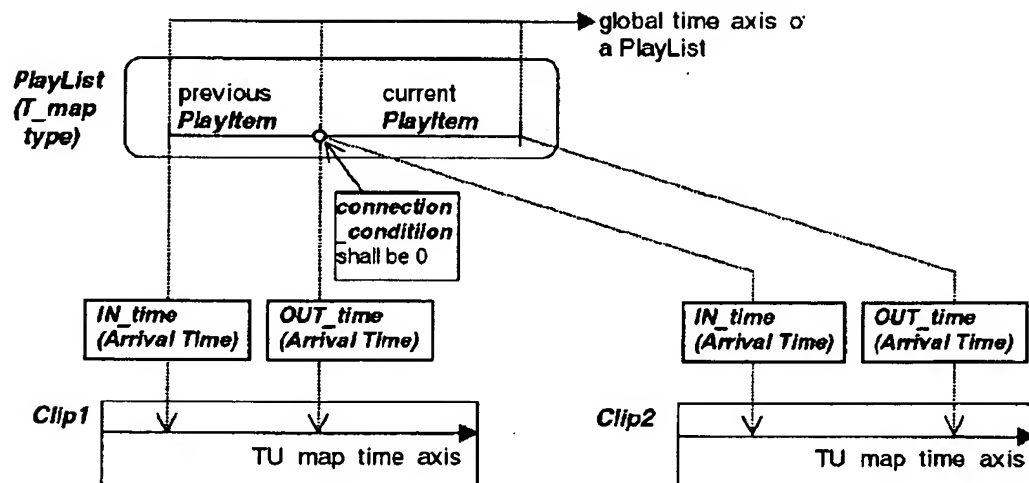 global time axis o
a PlayList
PlayList
(T_map
type)
previous
PlayItem
current
PlayItem
connection
_condition
shall be 0
IN_time
(Arrival Time)
OUT_time
(Arrival Time)
IN_time
(Arrival Time)
OUT_time
(Arrival Time)
Clip1
TU map time axis
Clip2
TU map time axis